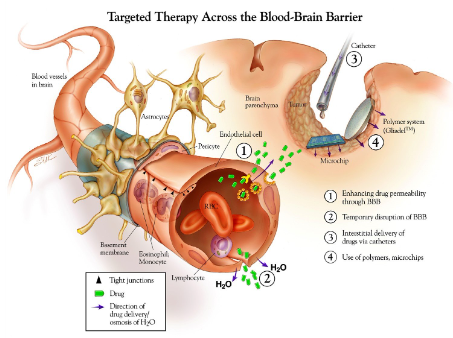 Targeted Therapy Across the Blood-Brain Barrier
Catheter
3
Blood vessels
in brain
Astrocytes
Brain
parenchyma
Tumor
Polymer system
(Gliadel™)
4
Microchip
Endothelial cell
Pericyte
1
RBC
Basement
membrane
Eosinophil
Monocyte
Lymphocyte
H2O
H2O
2
1 Enhancing drug permeability
through BBB
2 Temporary disruption of BBB
3 Interstitial delivery of
drugs via catheters
4 Use of polymers, microchips
Tight junctions
Drug
Direction of
drug delivery/
osmosis of H2O